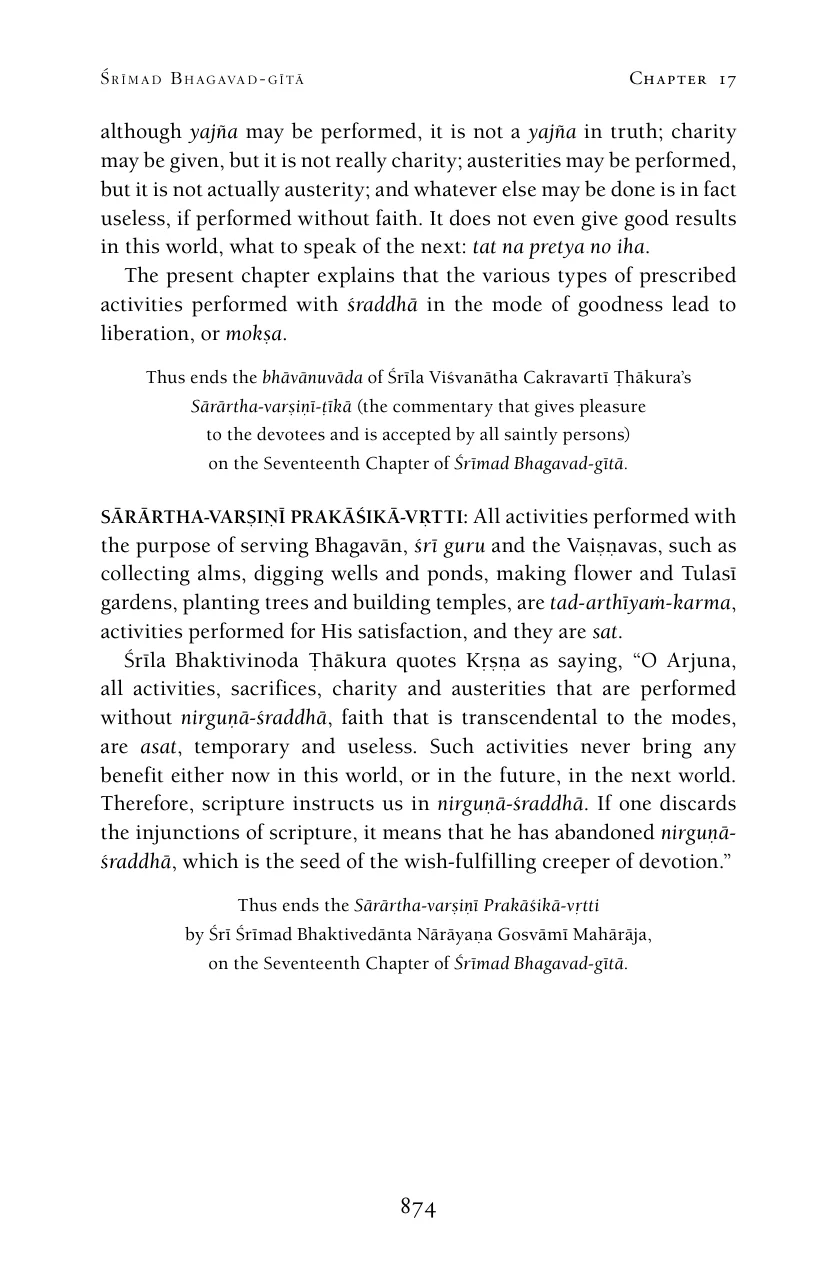 Śrīmad Bhagavad-gītā Chapter 17
although yajña may be performed, it is not a yajña in truth; charity
may be given, but it is not really charity; austerities may be performed,
but it is not actually austerity; and whatever else may be done is in fact
useless, if performed without faith. It does not even give good results
in this world, what to speak of the next: tat na pretya no iha.
The present chapter explains that the various types of prescribed
activities performed with śraddhā in the mode of goodness lead to
liberation, or mokṣa.
Thus ends the bhāvānuvāda of Śrīla Viśvanātha Cakravartī Ṭhākura’s
Sārārtha-varṣiṇī-ṭīkā (the commentary that gives pleasure
to the devotees and is accepted by all saintly persons)
on the Seventeenth Chapter of Śrīmad Bhagavad-gītā.
SĀRĀRTHA-VARṢIṆĪ PRAKĀŚIKĀ-VṚTTI: All activities performed with
the purpose of serving Bhagavān, śrī guru and the Vaiṣṇavas, such as
collecting alms, digging wells and ponds, making flower and Tulasī
gardens, planting trees and building temples, are tad-arthīyaṁ-karma,
activities performed for His satisfaction, and they are sat.
Śrīla Bhaktivinoda Ṭhākura quotes Kṛṣṇa as saying, “O Arjuna,
all activities, sacrifices, charity and austerities that are performed
without nirguṇā-śraddhā, faith that is transcendental to the modes,
are asat, temporary and useless. Such activities never bring any
benefit either now in this world, or in the future, in the next world.
Therefore, scripture instructs us in nirguṇā-śraddhā. If one discards
the injunctions of scripture, it means that he has abandoned nirguṇā-
śraddhā, which is the seed of the wish-fulfilling creeper of devotion.”
Thus ends the Sārārtha-varṣiṇī Prakāśikā-vṛtti
by Śrī Śrīmad Bhaktivedānta Nārāyaṇa Gosvāmī Mahārāja,
on the Seventeenth Chapter of Śrīmad Bhagavad-gītā.
874